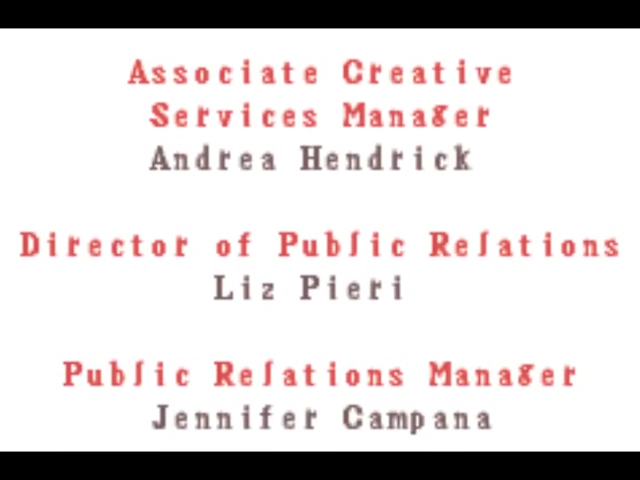 Associate Creative
Services Manager
Andrea Hendrick
Director of Public Relations
Liz Pieri
Public Relations Manager
Jennifer Campana